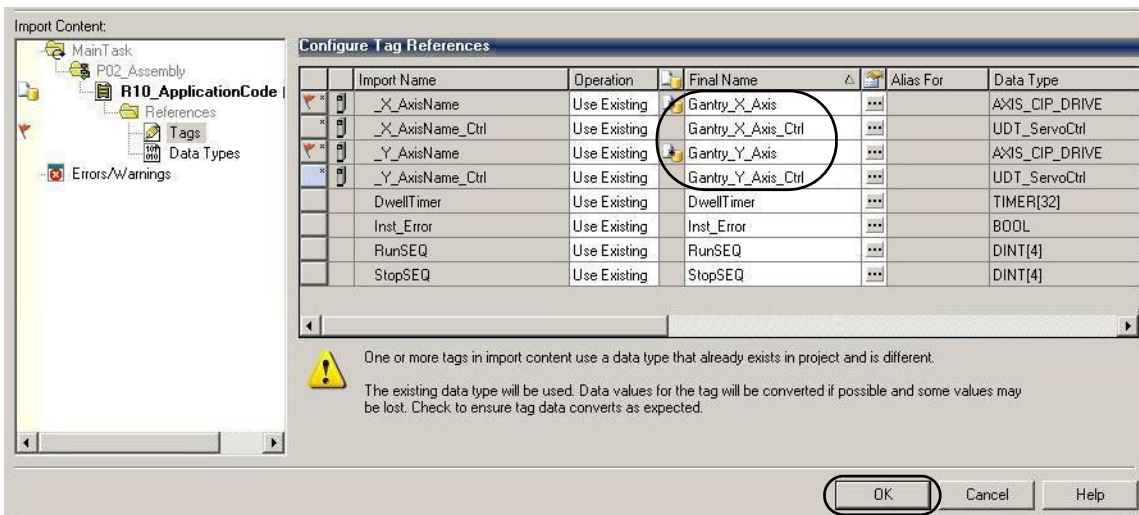 Import Content:
MainTask
P02_Assembly
R10_ApplicationCode
References
Tags
Data Types
Errors/Warnings
Configure Tag References
Import Name Operation Final Name Alias For Data Type
_X_AxisName Use Existing Gantry_X_Axis ... AXIS_CIP_DRIVE
_X_AxisName_Ctrl Use Existing Gantry_X_Axis_Ctrl ... UDT_ServoCtrl
_Y_AxisName Use Existing Gantry_Y_Axis ... AXIS_CIP_DRIVE
_Y_AxisName_Ctrl Use Existing Gantry_Y_Axis_Ctrl ... UDT_ServoCtrl
DwellTimer Use Existing DwellTimer ... TIMER[32]
Inst_Error Use Existing Inst_Error ... BOOL
RunSEQ Use Existing RunSEQ ... DINT[4]
StopSEQ Use Existing StopSEQ ... DINT[4]
One or more tags in import content use a data type that already exists in project and is different.
The existing data type will be used. Data values for the tag will be converted if possible and some values may
be lost. Check to ensure tag data converts as expected.
OK Cancel Help